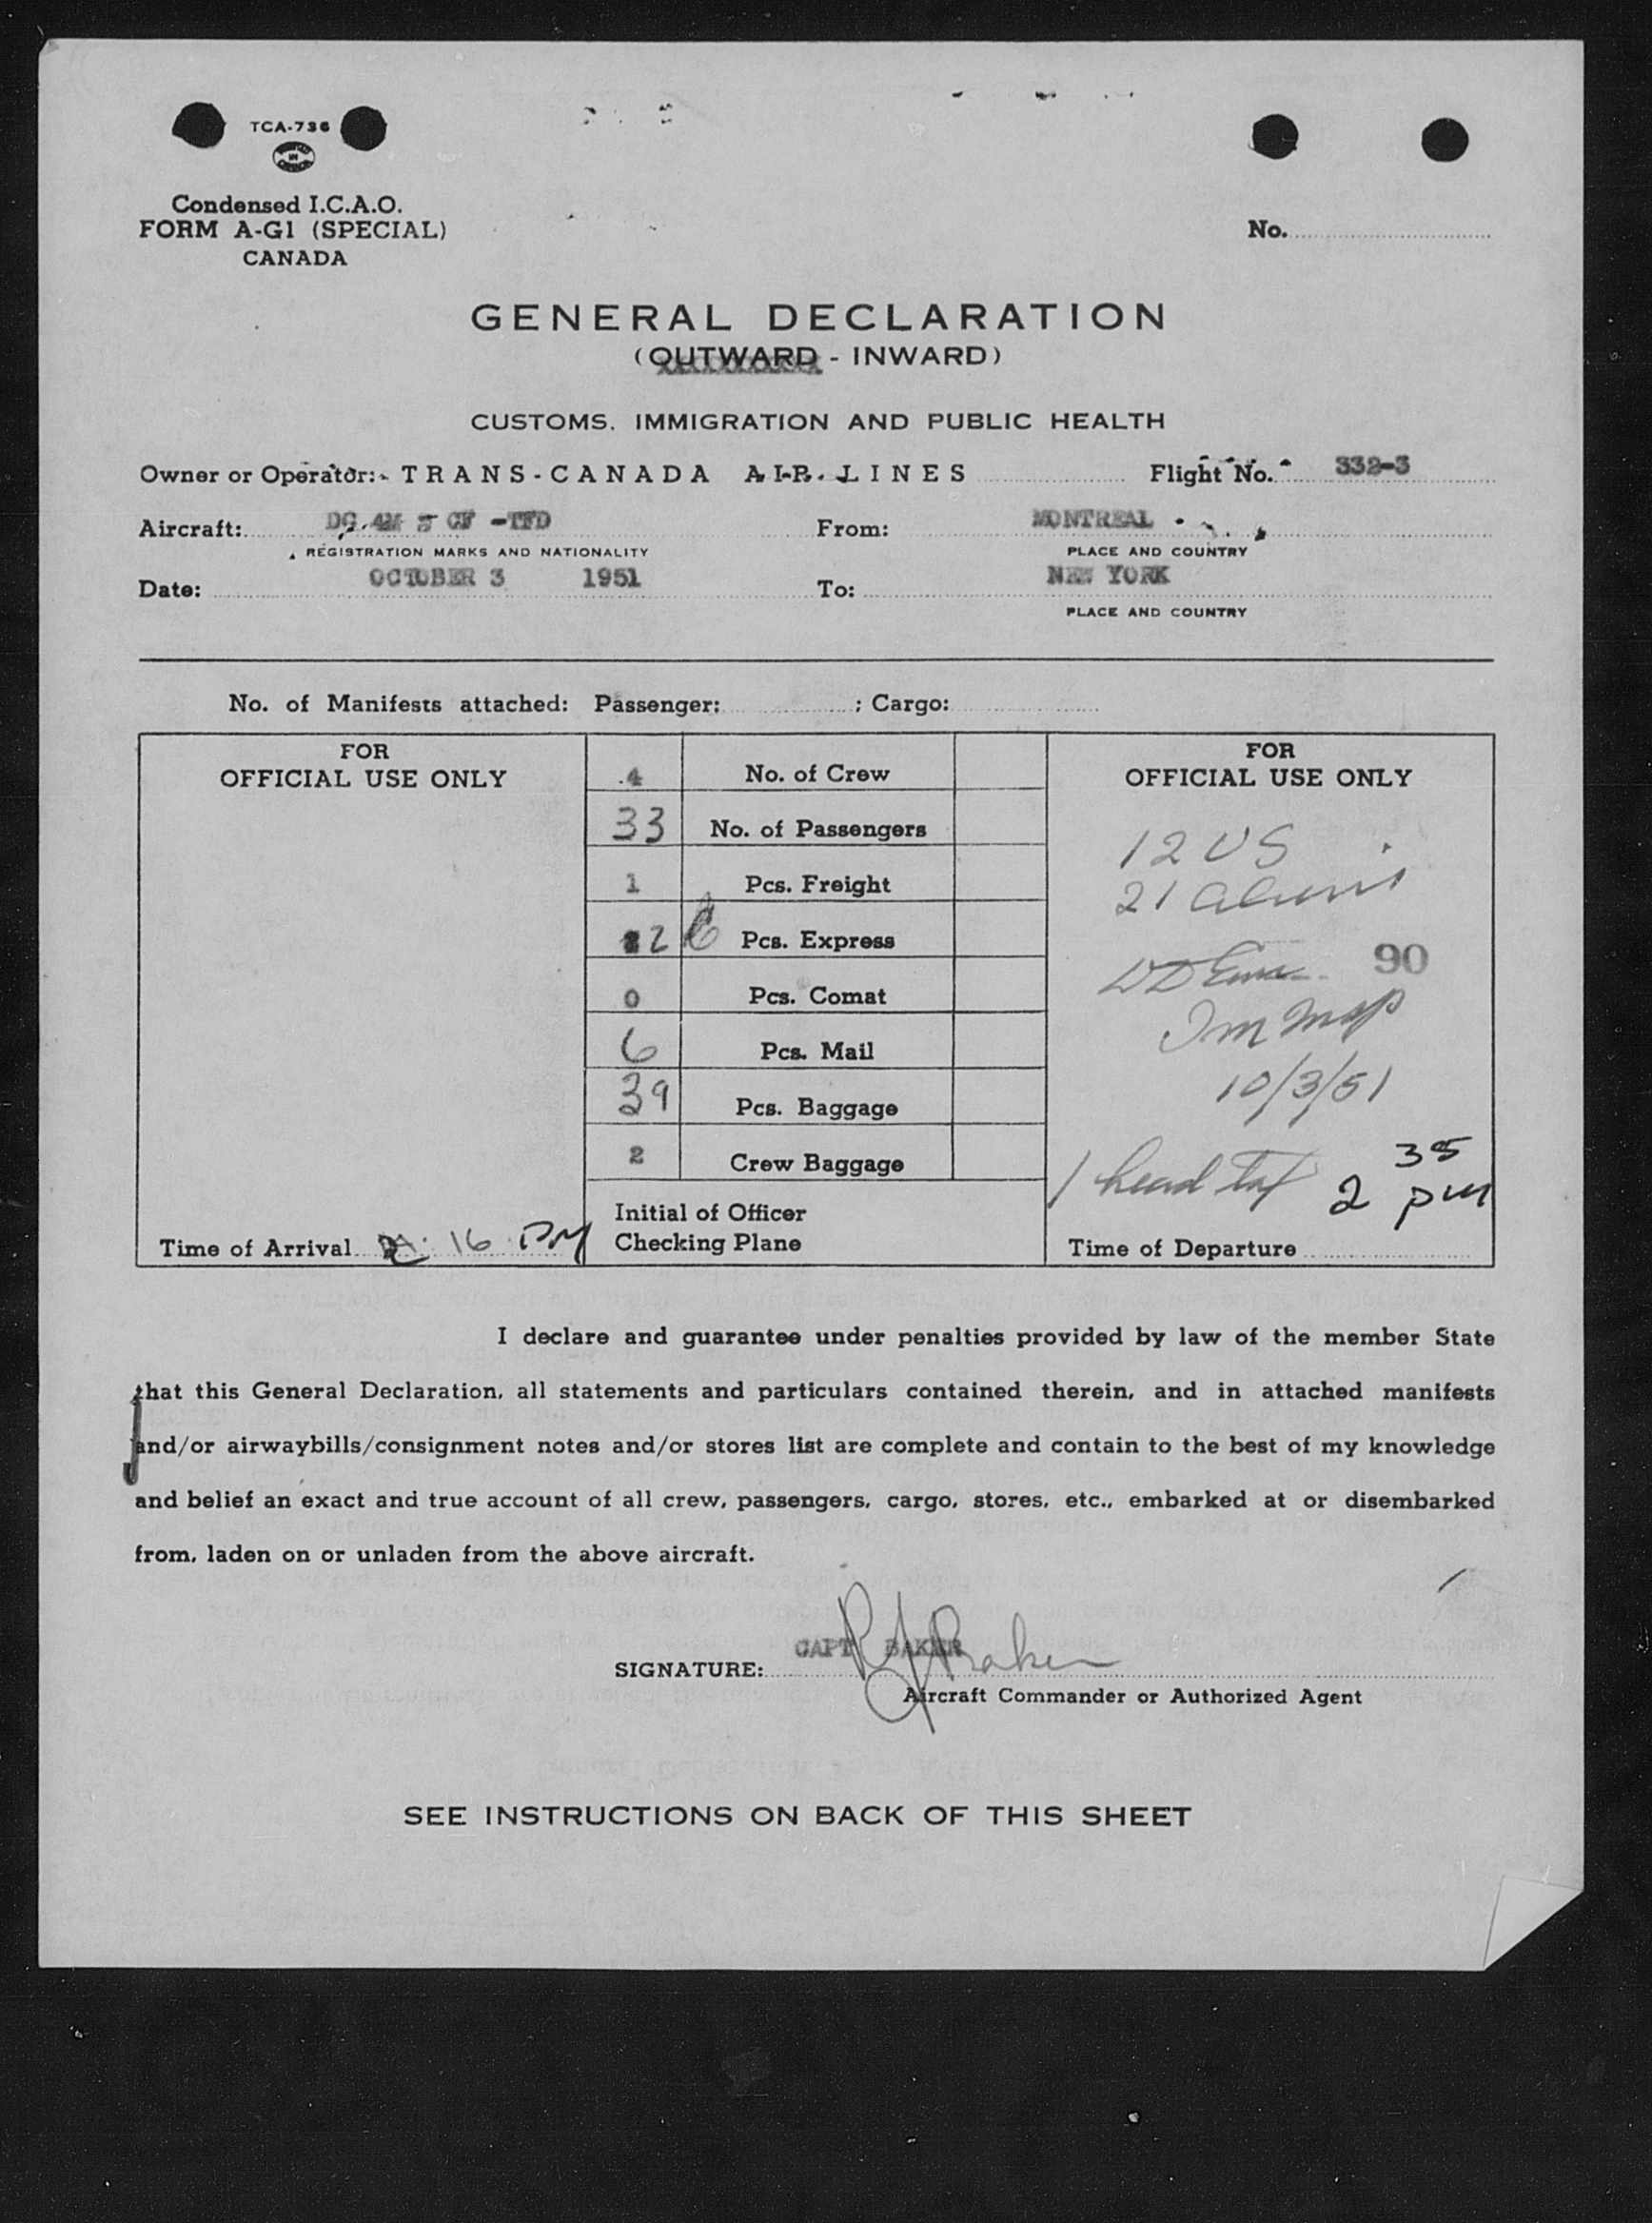 TCA-736
Condensed I.C.A.O.
FORM A-G1 (SPECIAL)
CANADA
No.
GENERAL DECLARATION
(OUTWARD - INWARD)
CUSTOMS, IMMIGRATION AND PUBLIC HEALTH
Owner or Operator:- TRANS-CANADA AIR LINES Flight No. 332-3
Aircraft: DC 4M CF -TFD From: MONTREAL
REGISTRATION MARKS AND NATIONALITY PLACE AND COUNTRY
Date: OCTOBER 3 1951 To: NEW YORK
PLACE AND COUNTRY
No. of Manifests attached: Passenger: ; Cargo:
FOR
OFFICIAL USE ONLY
4 No. of Crew
33 No. of Passengers
1 Pcs. Freight
2 Pcs. Express
0 Pcs. Comat
6 Pcs. Mail
39 Pcs. Baggage
2 Crew Baggage
Initial of Officer
Checking Plane
Time of Arrival 2:16 PM
FOR
OFFICIAL USE ONLY
12 US
21 aliens
90
Imm Insp
10/3/51
1 head tax
2 35 pm
Time of Departure
I declare and guarantee under penalties provided by law of the member State
that this General Declaration, all statements and particulars contained therein, and in attached manifests
and/or airwaybills/consignment notes and/or stores list are complete and contain to the best of my knowledge
and belief an exact and true account of all crew, passengers, cargo, stores, etc., embarked at or disembarked
from, laden on or unladen from the above aircraft.
CAPT BAKER
SIGNATURE: R J Baker
Aircraft Commander or Authorized Agent
SEE INSTRUCTIONS ON BACK OF THIS SHEET